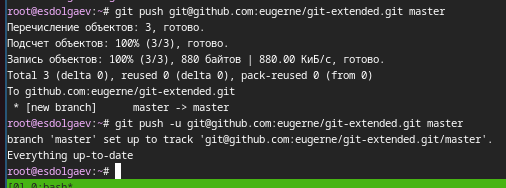 root@esdolgaev:~# git push git@github.com:eugerne/git-extended.git master
Перечисление объектов: 3, готово.
Подсчет объектов: 100% (3/3), готово.
Запись объектов: 100% (3/3), 880 байтов | 880.00 КиБ/с, готово.
Total 3 (delta 0), reused 0 (delta 0), pack-reused 0 (from 0)
To github.com:eugerne/git-extended.git
 * [new branch]      master -> master
root@esdolgaev:~# git push -u git@github.com:eugerne/git-extended.git master
branch 'master' set up to track 'git@github.com:eugerne/git-extended.git/master'.
Everything up-to-date
root@esdolgaev:~#
[0] 0:bash*